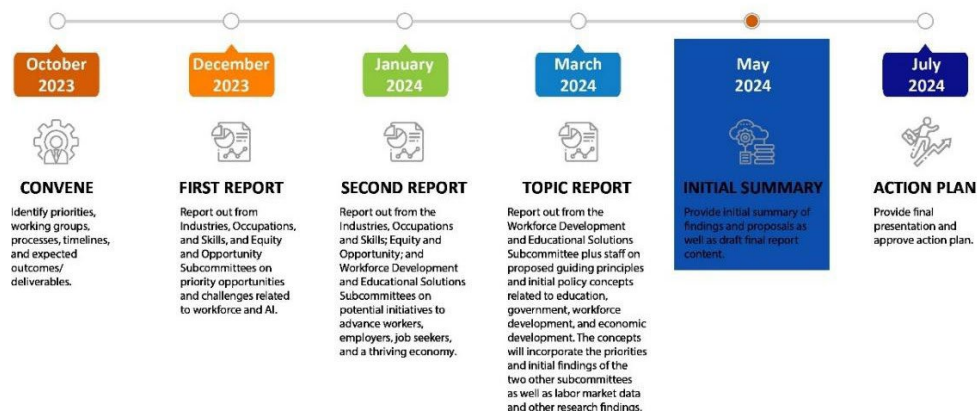 October
2023
December
2023
January
2024
March
2024
May
2024
July
2024
CONVENE
Identify priorities,
working groups,
processes, timelines,
and expected
outcomes/
deliverables.
FIRST REPORT
Report out from
Industries, Occupations,
and Skills, and Equity
and Opportunity
Subcommittees on
priority opportunities
and challenges related
to workforce and AI.
SECOND REPORT
Report out from the
Industries, Occupations
and Skills; Equity and
Opportunity; and
Workforce Development
and Educational Solutions
Subcommittees on
potential initiatives to
advance workers,
employers, job seekers,
and a thriving economy.
TOPIC REPORT
Report out from the
Workforce Development
and Educational Solutions
Subcommittee plus staff on
proposed guiding principles
and initial policy concepts
related to education,
government, workforce
development, and economic
development. The concepts
will incorporate the priorities
and initial findings of the
two other subcommittees
as well as labor market data
and other research findings.
INITIAL SUMMARY
Provide initial summary of
findings and proposals as
well as draft final report
content.
ACTION PLAN
Provide final
presentation and
approve action plan.